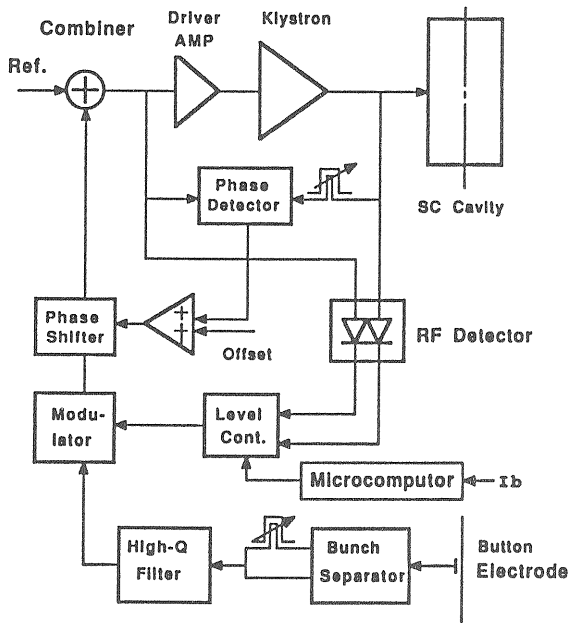 Combiner
Driver
AMP
Klystron
Ref.
+
Phase
Detector
SC Cavity
Phase
Shifter
+
+
Offset
RF Detector
Modu-
lator
Level
Cont.
Microcomputor
Ib
High-Q
Filter
Bunch
Separator
Button
Electrode